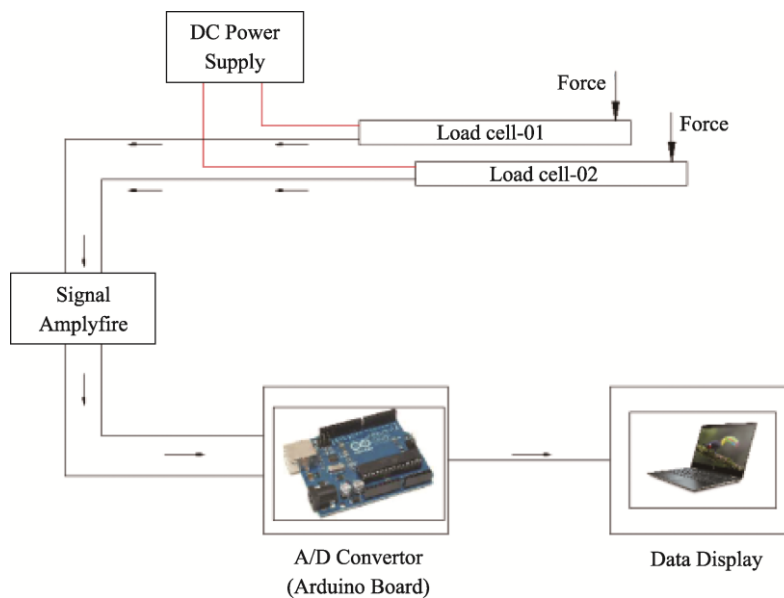 DC Power
Supply
Force
Load cell-01
Force
Load cell-02
Signal
Amplyfire
A/D Convertor
(Arduino Board)
Data Display